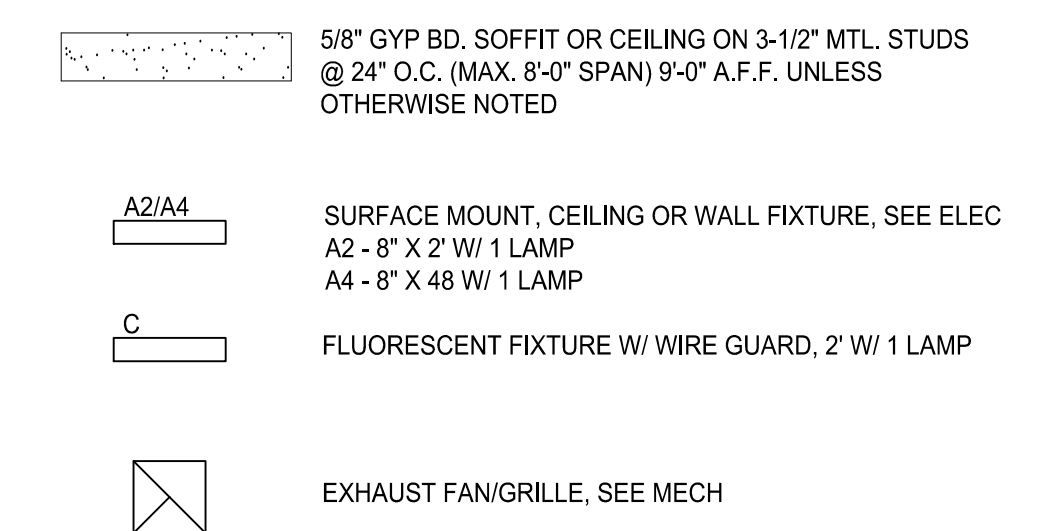 5/8" GYP BD. SOFFIT OR CEILING ON 3-1/2" MTL. STUDS
@ 24" O.C. (MAX. 8'-0" SPAN) 9'-0" A.F.F. UNLESS
OTHERWISE NOTED
A2/A4
SURFACE MOUNT, CEILING OR WALL FIXTURE, SEE ELEC
A2 - 8" X 2' W/ 1 LAMP
A4 - 8" X 48 W/ 1 LAMP
C
FLUORESCENT FIXTURE W/ WIRE GUARD, 2' W/ 1 LAMP
EXHAUST FAN/GRILLE, SEE MECH